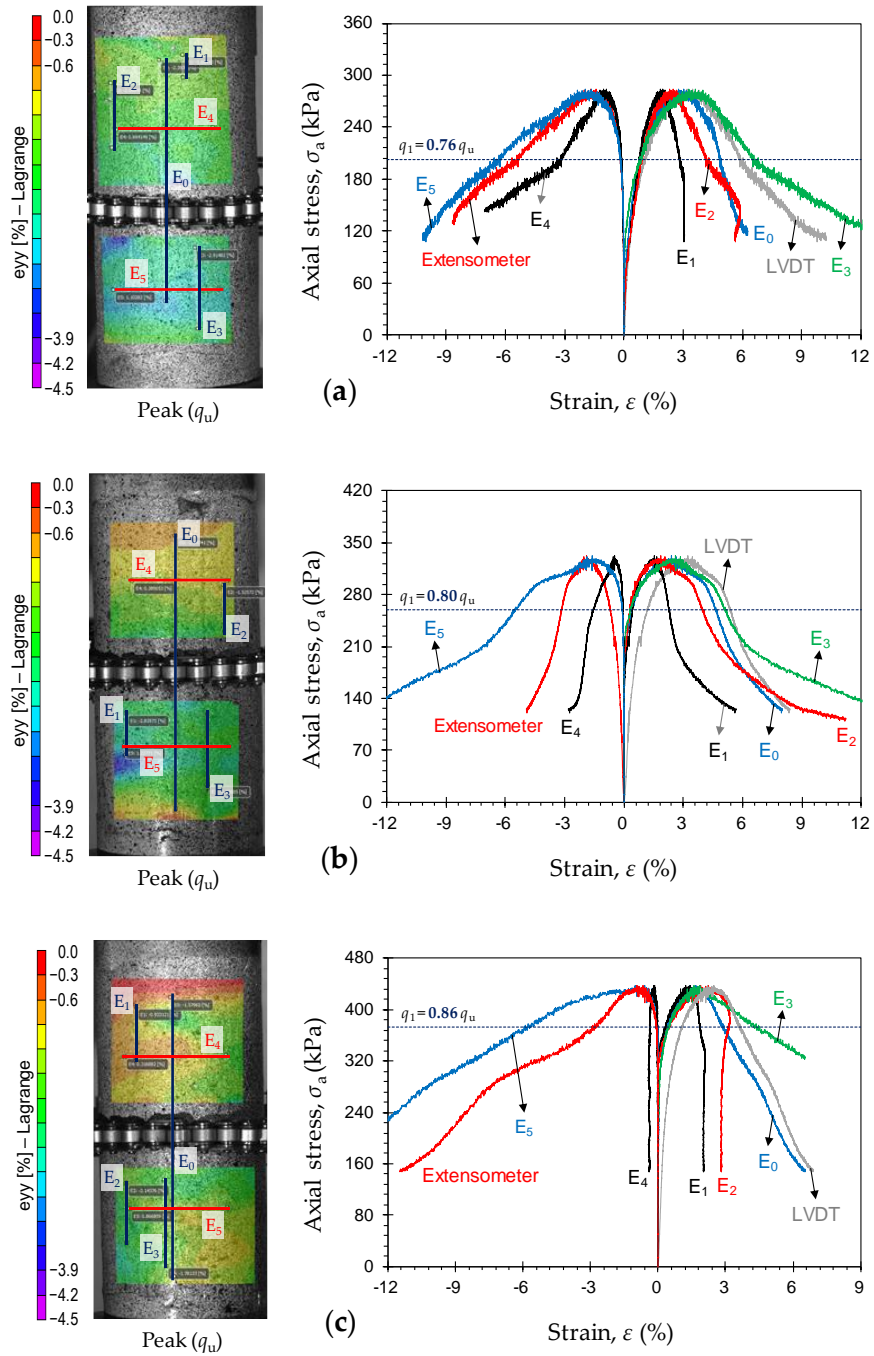 0.0
−0.3
−0.6
−3.9
−4.2
−4.5
eyy [%] – Lagrange
E1
E2
E4
E0
E5
E3
Peak (qu)
(a)
Axial stress, σa (kPa)
360
330
280
230
180
110
60
0
q1=0.76 qu
E5
Extensometer
E4
E1
E2
E0
LVDT
E3
-12 -9 -6 -3 0 3 6 9 12
Strain, ε (%)
0.0
−0.3
−0.6
−3.9
−4.2
−4.5
eyy [%] – Lagrange
E0
E4
E2
E1
E5
E3
Peak (qu)
(b)
Axial stress, σa (kPa)
420
350
280
210
140
70
0
q1=0.80 qu
LVDT
E5
E3
Extensometer
E4
E1
E0
E2
-12 -9 -6 -3 0 3 6 9 12
Strain, ε (%)
0.0
−0.3
−0.6
−3.9
−4.2
−4.5
eyy [%] – Lagrange
E1
E4
E0
E2
E3
E5
Peak (qu)
(c)
Axial stress, σa (kPa)
480
400
320
240
160
80
0
q1=0.86 qu
E3
E5
Extensometer
E4
E1
E2
E0
LVDT
-12 -9 -6 -3 0 3 6 9
Strain, ε (%)